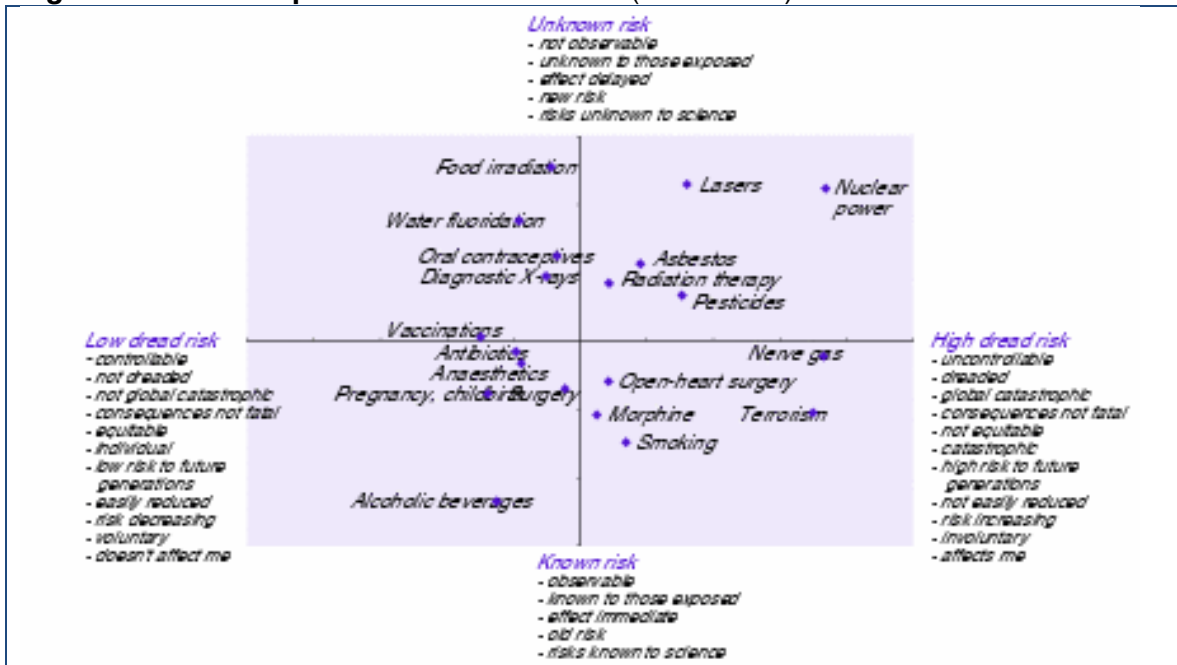 Unknown risk
- not observable
- unknown to those exposed
- effect delayed
- new risk
- risks unknown to science
Food irradiation
Lasers
Nuclear
power
Water fluoridation
Oral contraceptives
Asbestos
Diagnostic X-rays
Radiation therapy
Pesticides
Vaccinations
Low dread risk
- controllable
- not dreaded
- not global catastrophic
- consequences not fatal
- equitable
- individual
- low risk to future
generations
- easily reduced
- risk decreasing
- voluntary
- doesn't affect me
Antibiotics
Anaesthetics
Pregnancy, childbirth
Surgery
Nerve gas
Open-heart surgery
Morphine
Terrorism
Smoking
Alcoholic beverages
High dread risk
- uncontrollable
- dreaded
- global catastrophic
- consequences not fatal
- not equitable
- catastrophic
- high risk to future
generations
- not easily reduced
- risk increasing
- involuntary
- affects me
Known risk
- observable
- known to those exposed
- effect immediate
- old risk
- risks known to science